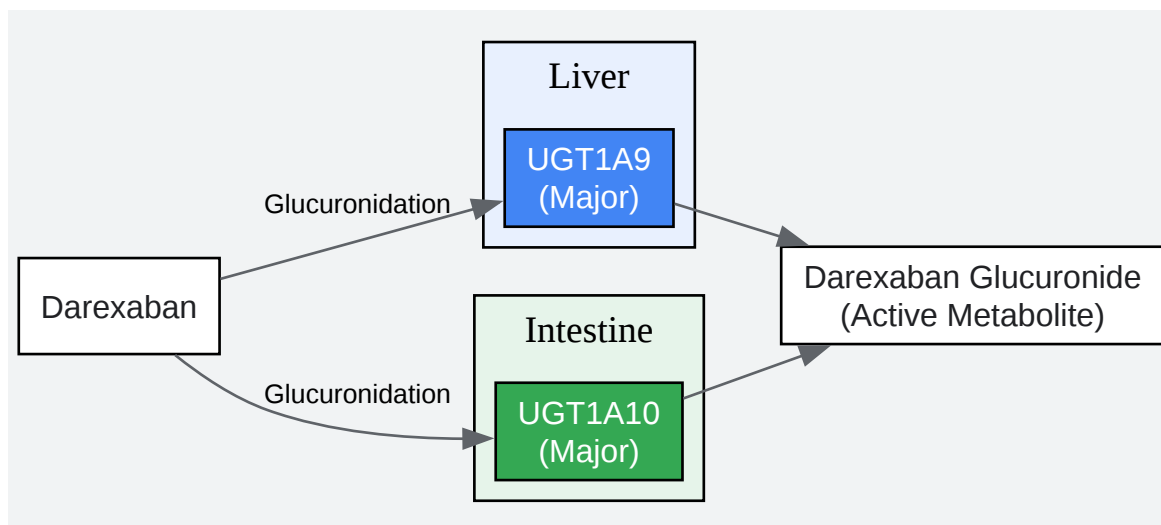 Liver
UGT1A9
(Major)
Glucuronidation
Darexaban
Darexaban Glucuronide
(Active Metabolite)
Intestine
Glucuronidation
UGT1A10
(Major)